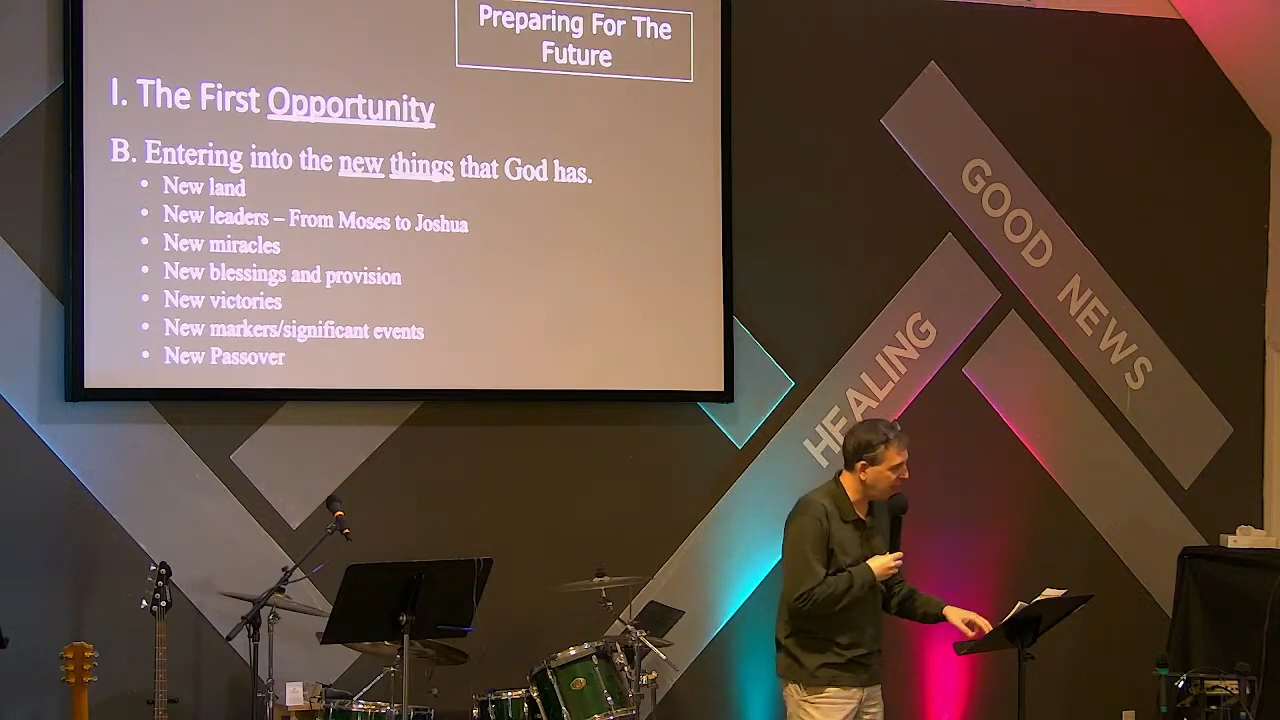 Preparing For The
Future
I. The First Opportunity
B. Entering into the new things that God has.
• New land
• New leaders – From Moses to Joshua
• New miracles
• New blessings and provision
• New victories
• New markers/significant events
• New Passover
GOOD NEWS
HEALING